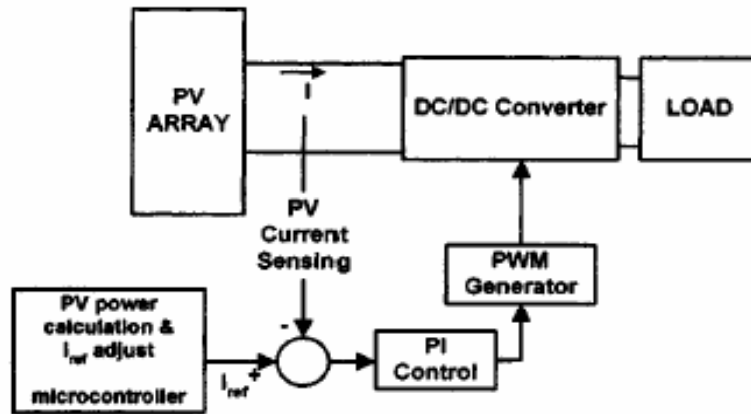 PV
ARRAY
I
DC/DC Converter
LOAD
PV
Current
Sensing
PWM
Generator
PV power
calculation &
Iref adjust
microcontroller
-
Iref
+
PI
Control